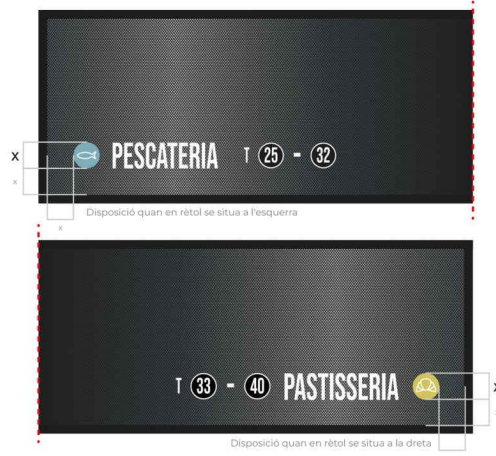 PESCATERIA T 25 - 32
X
x
Disposició quan en rètol se situa a l'esquerra
x
T 33 - 40 PASTISSERIA
x
Disposició quan en rètol se situa a la dreta